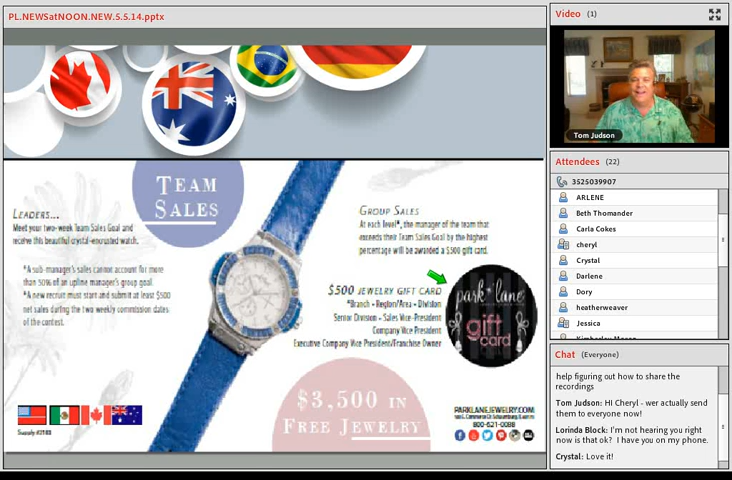 PL.NEWSatNOON.NEW.5.5.14.pptx
TEAM
SALES
LEADERS...
Meet your two-week Team Sales Goal and
receive this beautiful crystal-encrusted watch.
*A sub-manager's sales cannot account for more
than 50% of an upline manager's group goal.
*A new recruit must start and submit at least $500
net sales during the two weekly commission dates
of the contest.
GROUP SALES
At each level*, the manager of the team that
exceeds their Team Sales Goal by the highest
percentage will be awarded a $500 gift card.
$500 JEWELRY GIFT CARD
*Branch • Region/Area • Division
Senior Division • Sales Vice-President
Company Vice President
Executive Company Vice President/Franchise Owner
park lane
gift
card
$3,500 IN
FREE JEWELRY
PARKLANEJEWELRY.COM
800-621-0088
Supply #2183
Video (1)
Tom Judson
Attendees (22)
3525039907
ARLENE
Beth Thomander
Carla Cokes
cheryl
Crystal
Darlene
Dory
heatherweaver
Jessica
Chat (Everyone)
help figuring out how to share the
recordings
Tom Judson: HI Cheryl - wer actually send
them to everyone now!
Lorinda Block: I'm not hearing you right
now is that ok? I have you on my phone.
Crystal: Love it!